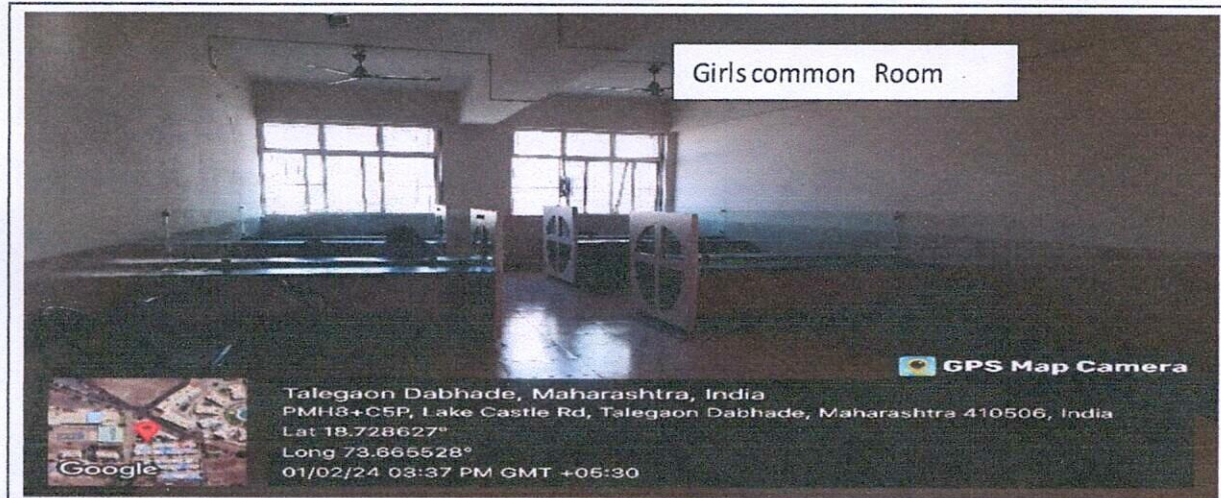 Girls common Room
GPS Map Camera
Talegaon Dabhade, Maharashtra, India
PMH8+C5P, Lake Castle Rd, Talegaon Dabhade, Maharashtra 410506, India
Lat 18.728627°
Long 73.665528°
01/02/24 03:37 PM GMT +05:30
Google